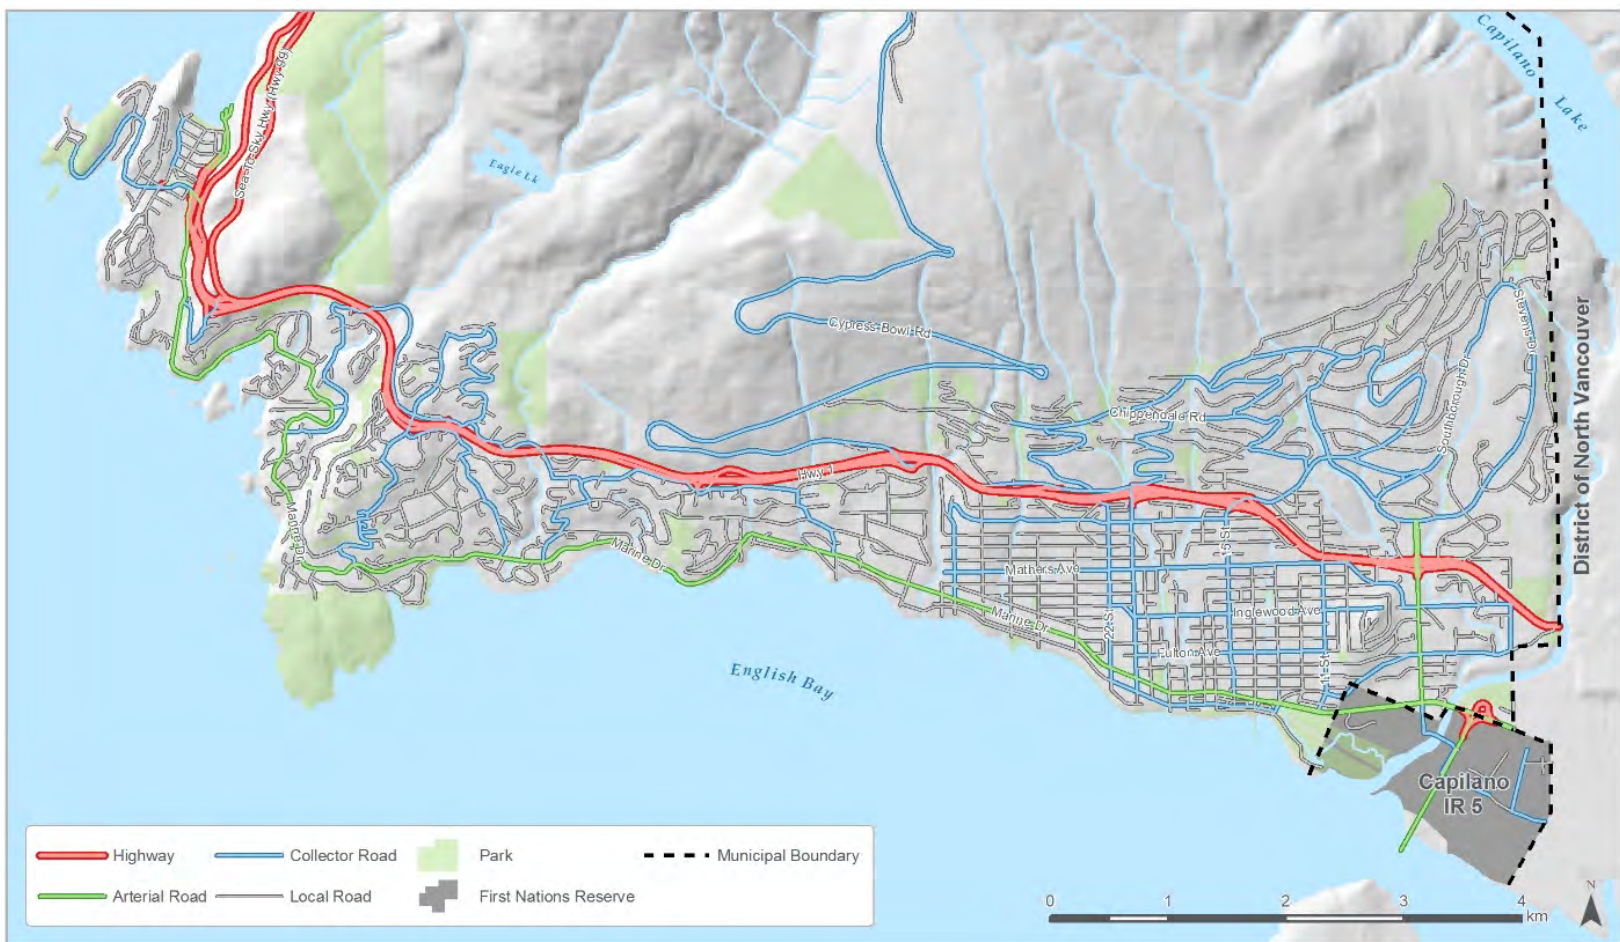 Capilano
Lake
Sea-To-Sky Hwy (Hwy 99)
Eagle Lk
Cypress Bowl Rd
Stevens Dr
District of North Vancouver
Chippendale Rd
Southborough Dr
Hwy 1
Marine Dr
Marine Dr
15 St
Mathers Ave
Inglewood Ave
Marine Dr
22 St
Fulton Ave
11 St
English Bay
Capilano
IR 5
Highway
Collector Road
Park
Municipal Boundary
Arterial Road
Local Road
First Nations Reserve
0 1 2 3 4
km
N